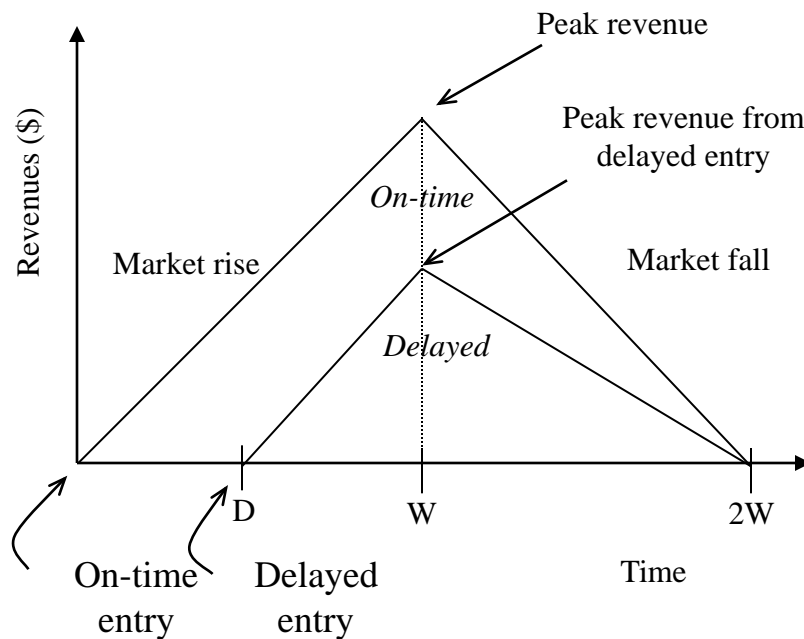 Peak revenue
Revenues ($)
Peak revenue from
delayed entry
On-time
Market rise
Market fall
Delayed
D
W
2W
On-time
entry
Delayed
entry
Time